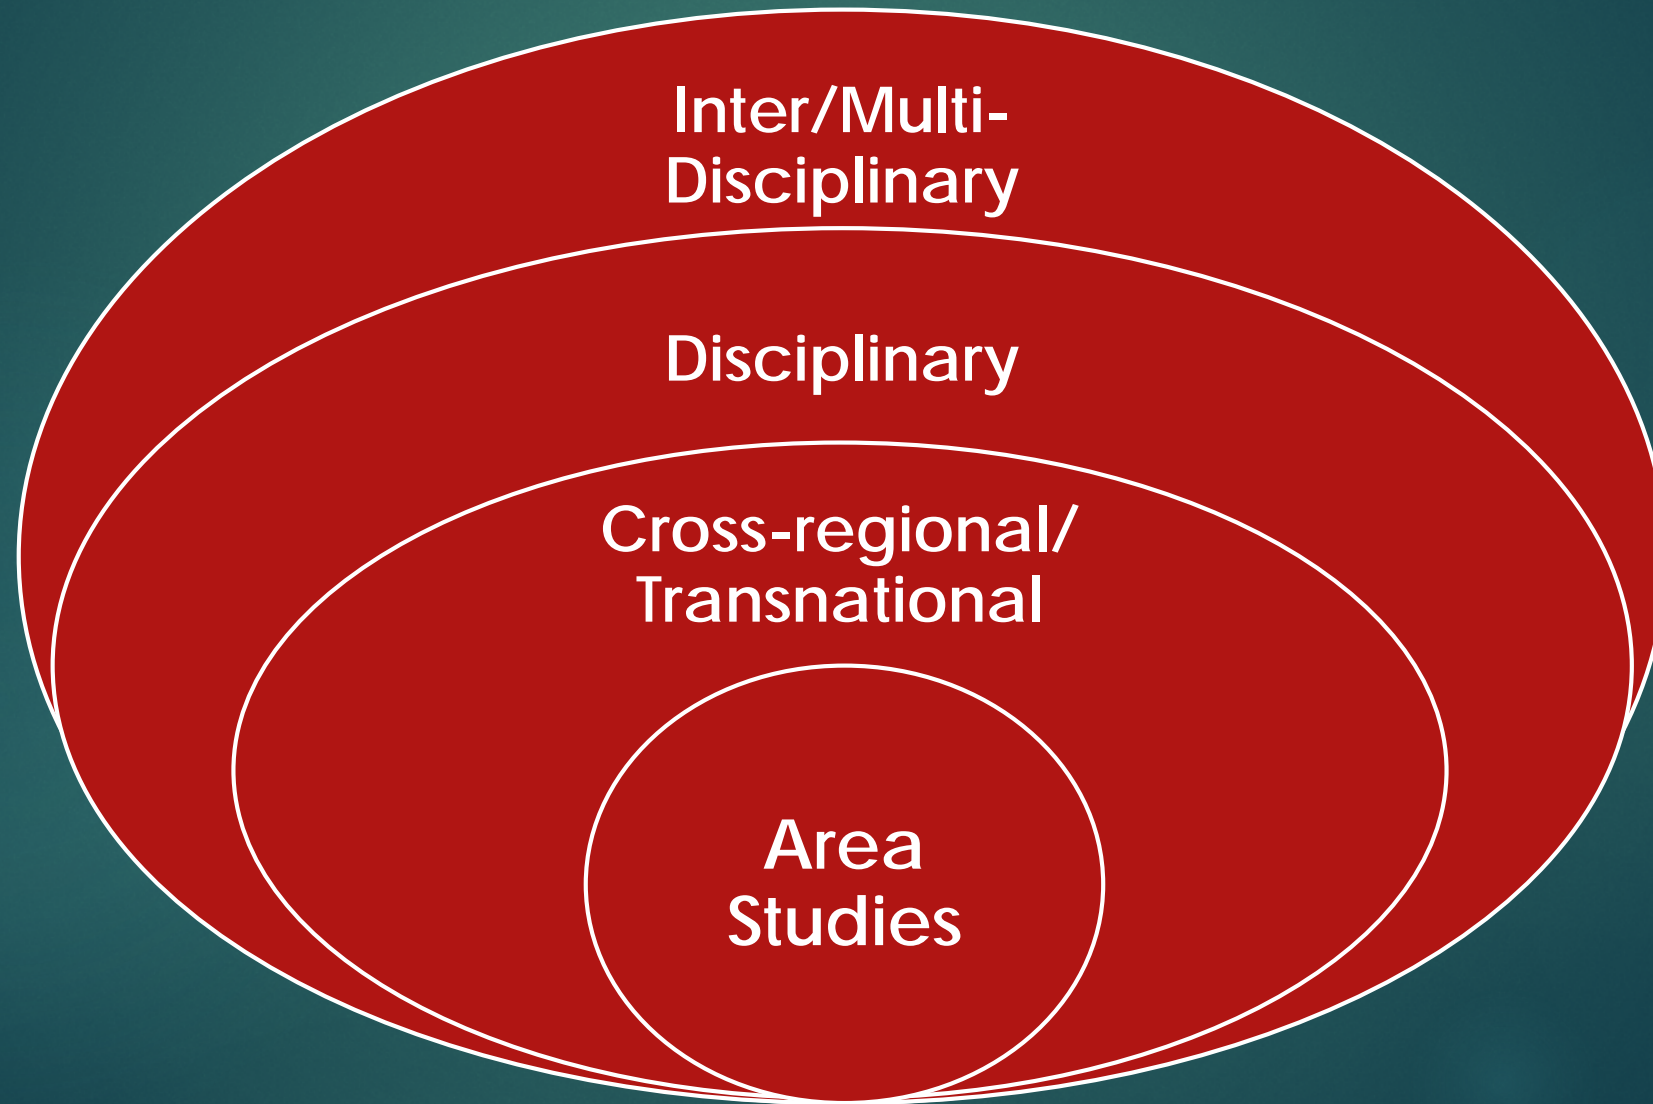 Inter/Multi-
Disciplinary
Disciplinary
Cross-regional/
Transnational
Area
Studies